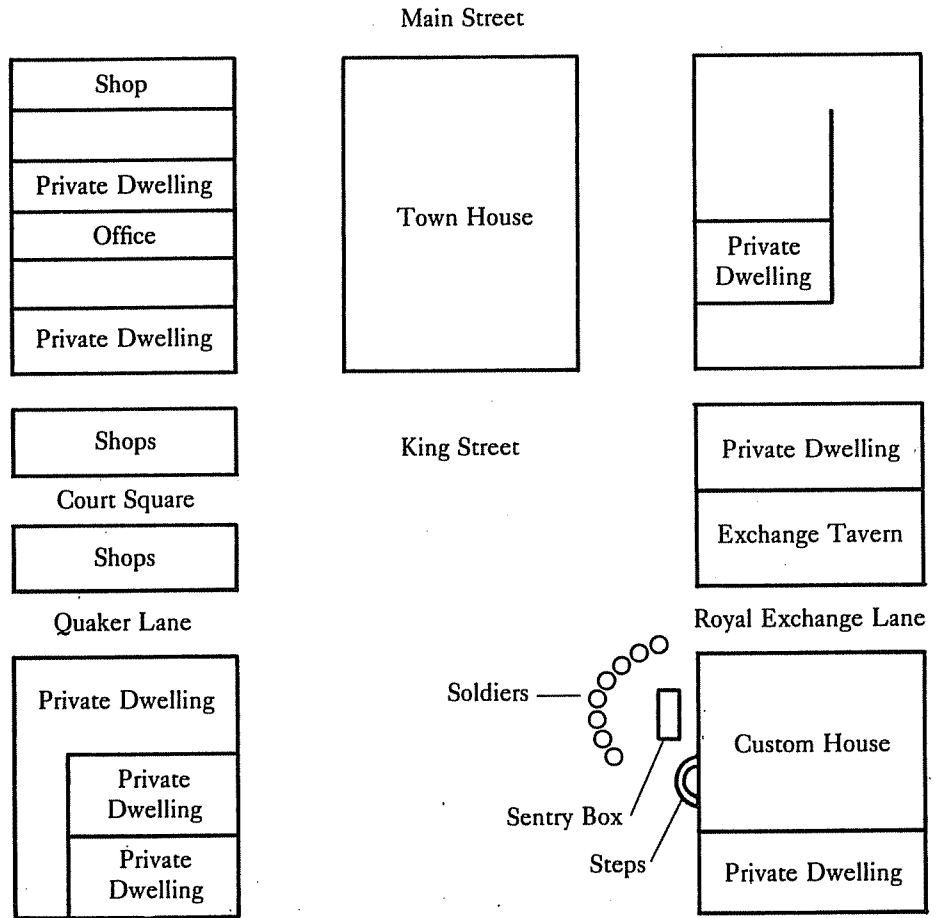 Main Street
Shop
Private Dwelling
Office
Private Dwelling
Town House
Private
Dwelling
Shops
King Street
Private Dwelling
Court Square
Exchange Tavern
Shops
Quaker Lane
Royal Exchange Lane
Private Dwelling
Soldiers
Custom House
Private
Dwelling
Sentry Box
Steps
Private
Dwelling
Private Dwelling